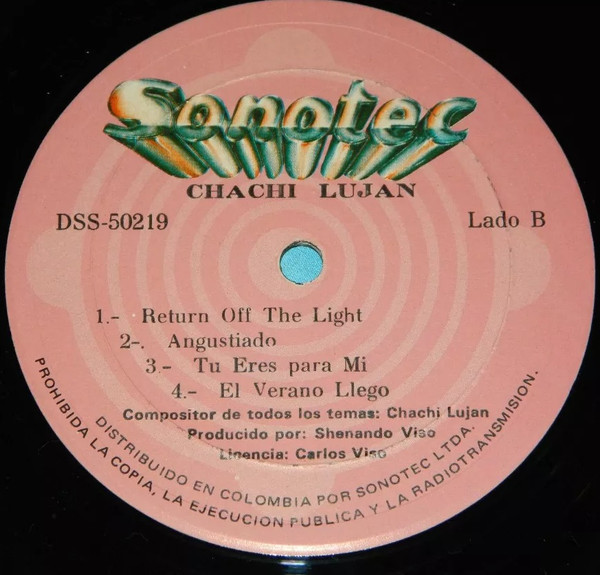 Sonotec
CHACHI LUJAN
DSS-50219
Lado B
1.- Return Off The Light
2-. Angustiado
3.- Tu Eres para Mi
4.- El Verano Llego
Compositor de todos los temas: Chachi Lujan
Producido por: Shenando Viso
Linencia: Carlos Viso
DISTRIBUIDO EN COLOMBIA POR SONOTEC LTDA.
PROHIBIDA LA COPIA, LA EJECUCION PUBLICA Y LA RADIOTRANSMISION.